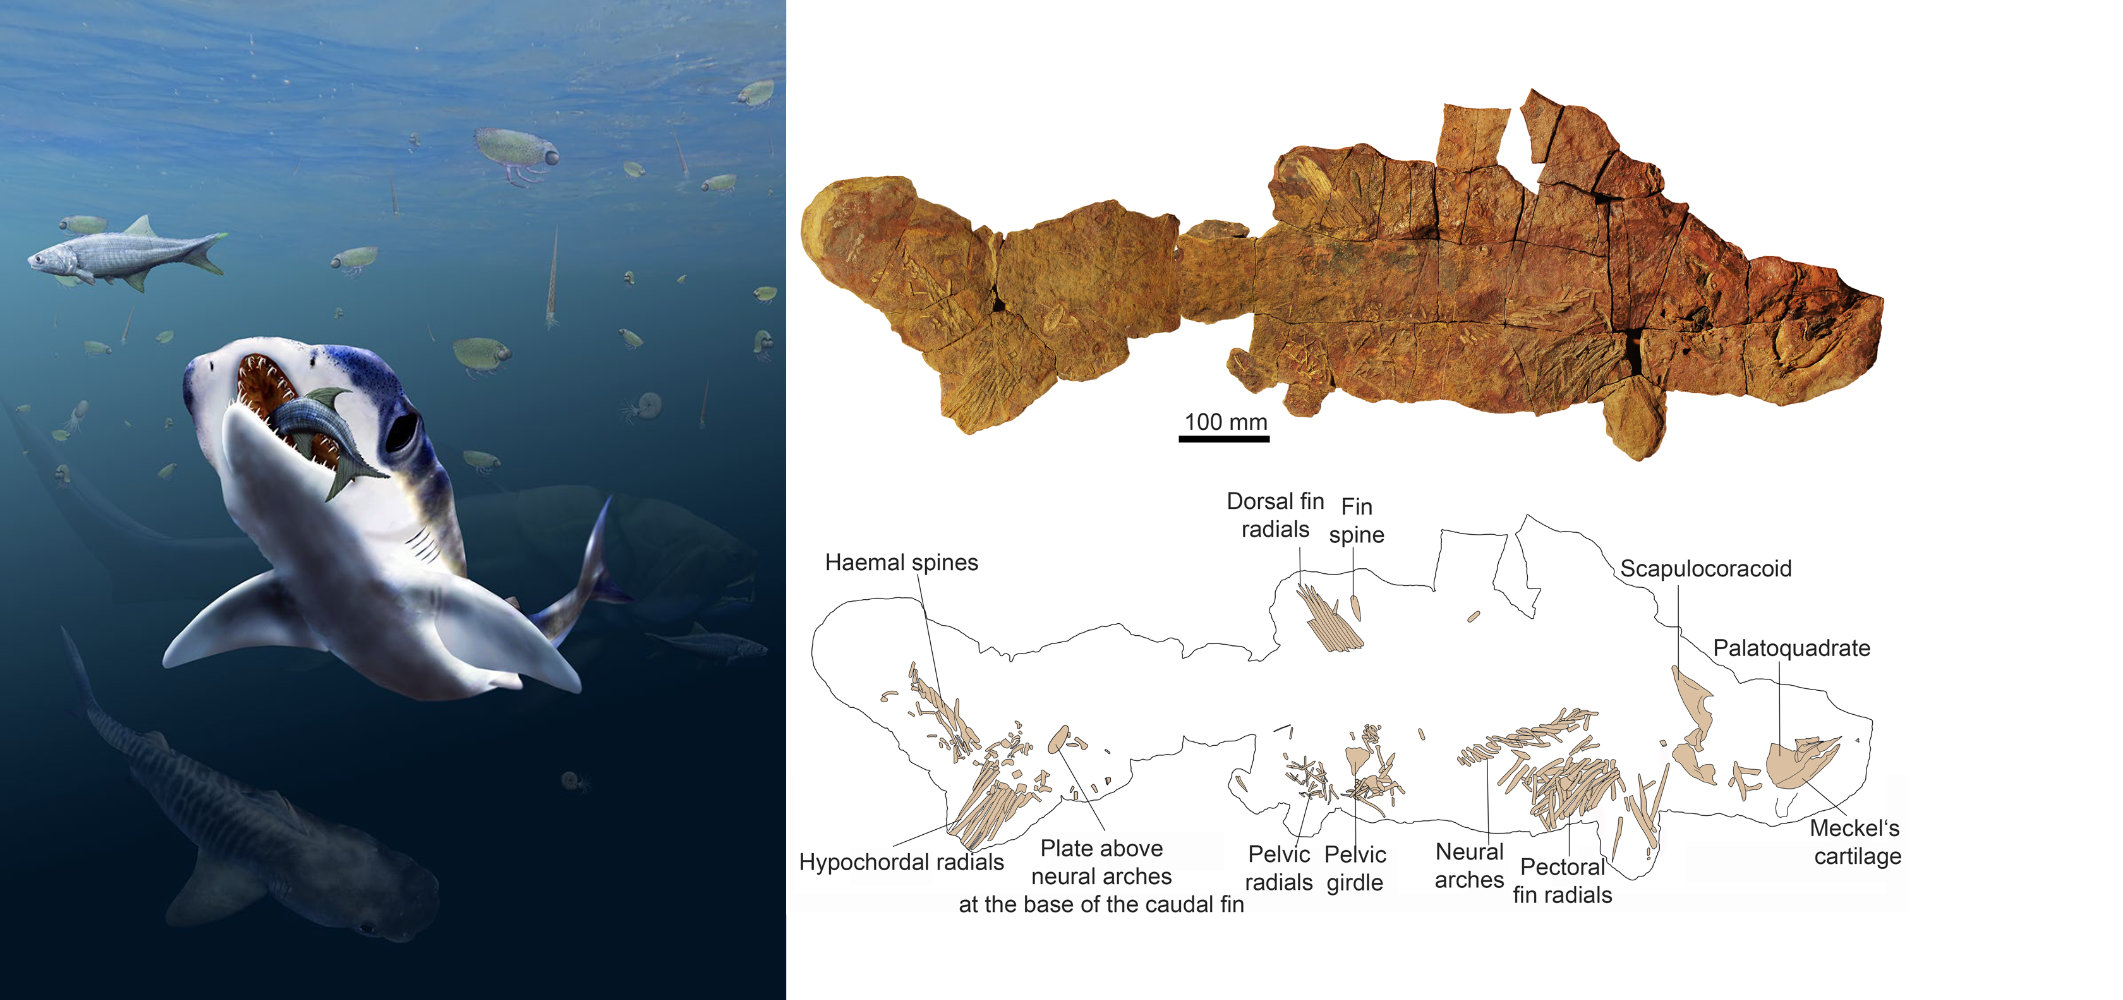 100 mm
Dorsal fin
radials
Fin
spine
Haemal spines
Scapulocoracoid
Palatoquadrate
Meckel‘s
cartilage
Hypochordal radials
Plate above
neural arches
at the base of the caudal fin
Pelvic
radials
Pelvic
girdle
Neural
arches
Pectoral
fin radials